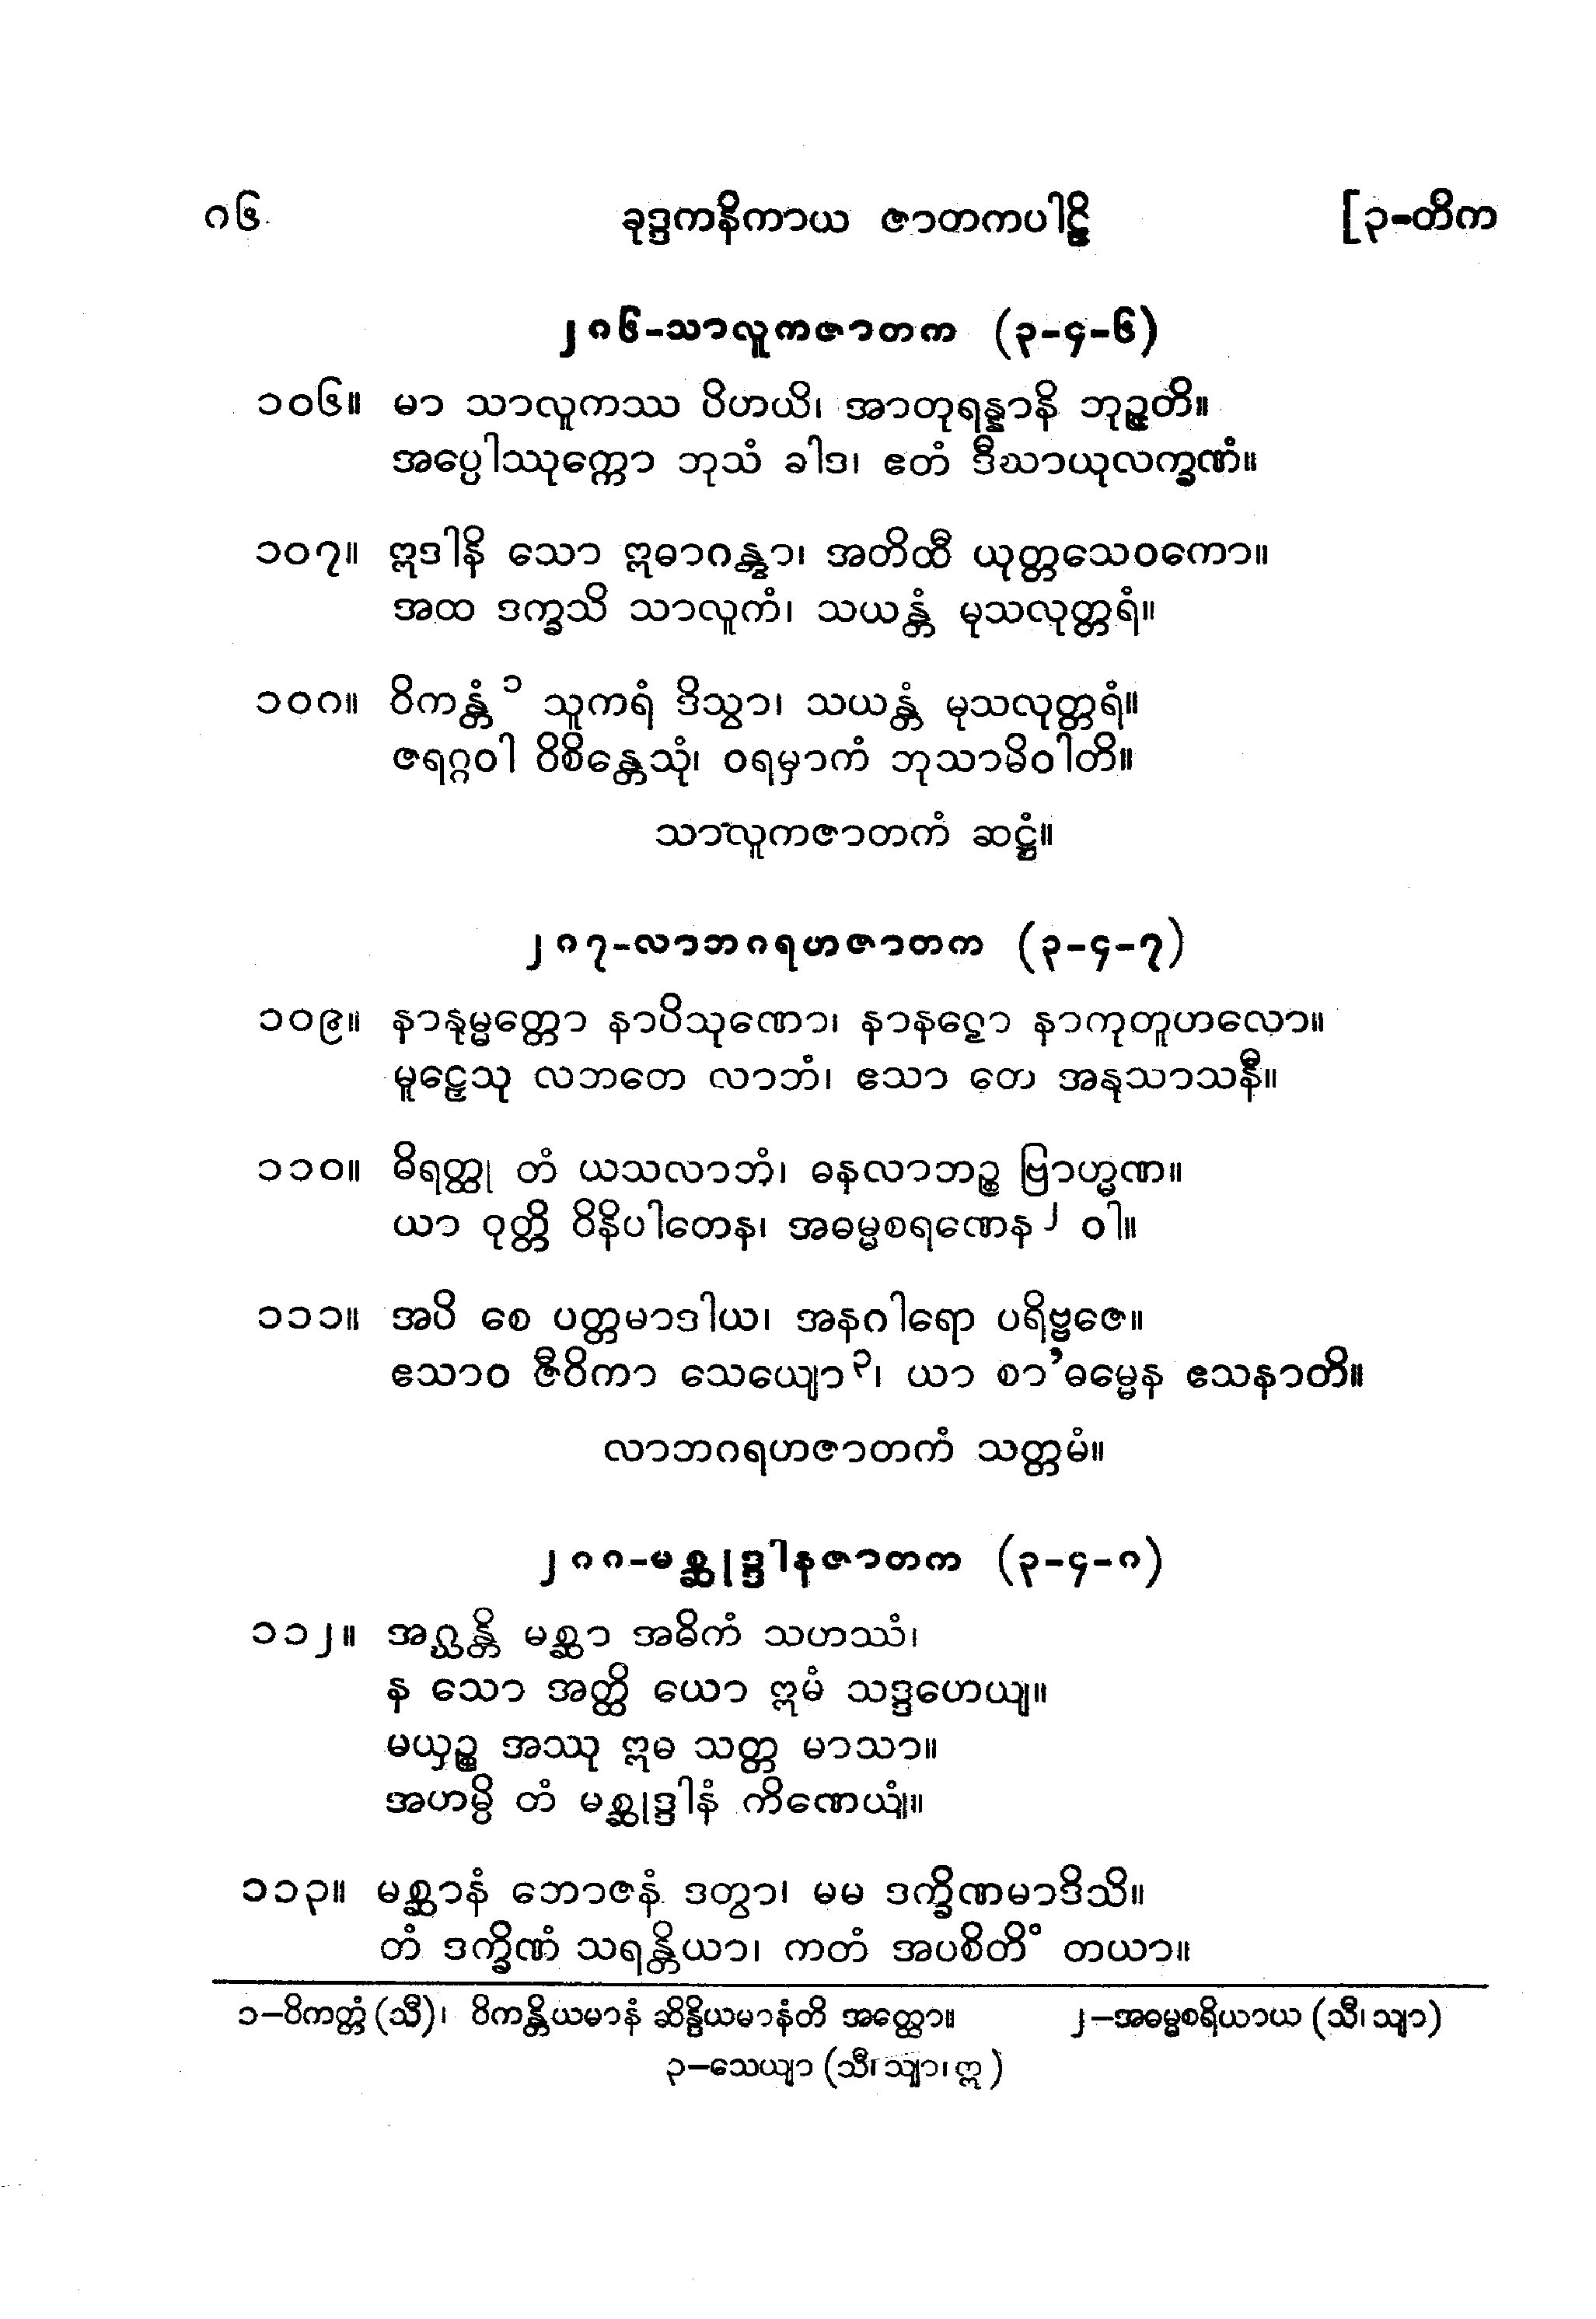 ၈၆ ခုဒ္ဒကနိကာယ ဇာတကပါဠိ [၃-တိက
၂၈၆-သာလူကဇာတက (၃-၄-၆)
၁၀၆။ မာ သာလူကဿ ပိဟယိ၊ အာတုရန္နာနိ ဘုဉ္ဇတိ။
အပ္ပေါဿုက္ကော ဘုသံ ခါဒ၊ ဧတံ ဒီဃာယုလက္ခဏံ။
၁၀၇။ ဣဒါနိ သော ဣဓာဂန္တွာ၊ အတိထီ ယုတ္တသေဝကော။
အထ ဒက္ခသိ သာလူကံ၊ သယန္တံ မုသလုတ္တရံ။
၁၀၈။ ဝိကန္တံ ၁ သူကရံ ဒိသွာ၊ သယန္တံ မုသလုတ္တရံ။
ဇရဂ္ဂဝါ ဝိစိန္တေသုံ၊ ဝရမှာကံ ဘုသာမိဝါတိ။
သာလူကဇာတကံ ဆဋ္ဌံ။
၂၈၇-လာဘဂရဟဇာတက (၃-၄-၇)
၁၀၉။ နာနုမ္မတ္တော နာပိသုဏော၊ နာနဋော နာကုတူဟလော။
မူဠှေသု လဘတေ လာဘံ၊ ဧသာ တေ အနုသာသနီ။
၁၁၀။ ဓိရတ္ထု တံ ယသလာဘံ၊ ဓနလာဘဉ္စ ဗြာဟ္မဏ။
ယာ ဝုတ္တိ ဝိနိပါတေန၊ အဓမ္မစရဏေန ၂ ဝါ။
၁၁၁။ အပိ စေ ပတ္တမာဒါယ၊ အနဂါရော ပရိဗ္ဗဇေ။
ဧသာဝ ဇီဝိကာ သေယျော ၃၊ ယာ စာ’ဓမ္မေန ဧသနာတိ။
လာဘဂရဟဇာတကံ သတ္တမံ။
၂၈၈-မစ္ဆုဒ္ဒါနဇာတက (၃-၄-၈)
၁၁၂။ အဂ္ဃန္တိ မစ္ဆာ အဓိကံ သဟဿံ၊
န သော အတ္ထိ ယော ဣမံ သဒ္ဒဟေယျ။
မယှဉ္စ အဿု ဣဓ သတ္တ မာသာ။
အဟမ္ပိ တံ မစ္ဆုဒ္ဒါနံ ကိဏေယျံ။
၁၁၃။ မစ္ဆာနံ ဘောဇနံ ဒတွာ၊ မမ ဒက္ခိဏမာဒိသိ။
တံ ဒက္ခိဏံ သရန္တိယာ၊ ကတံ အပစိတိံ တယာ။
၁–ဝိကတ္တံ (သီ)၊ ဝိကန္တိယမာနံ ဆိန္ဒိယမာနံတိ အတ္ထော။ ၂–အဓမ္မစရိယာယ (သီ၊ သျာ)
၃–သေယျာ (သီ၊ သျာ၊ ဣ)